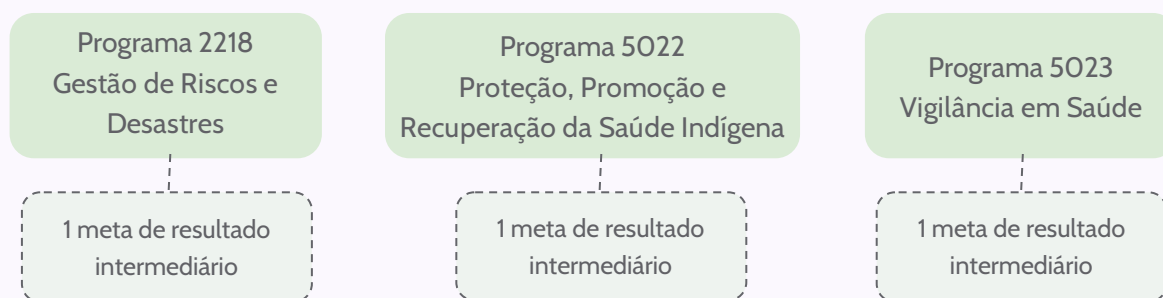 Programa 2218
Gestão de Riscos e
Desastres
1 meta de resultado
intermediário
Programa 5022
Proteção, Promoção e
Recuperação da Saúde Indígena
1 meta de resultado
intermediário
Programa 5023
Vigilância em Saúde
1 meta de resultado
intermediário